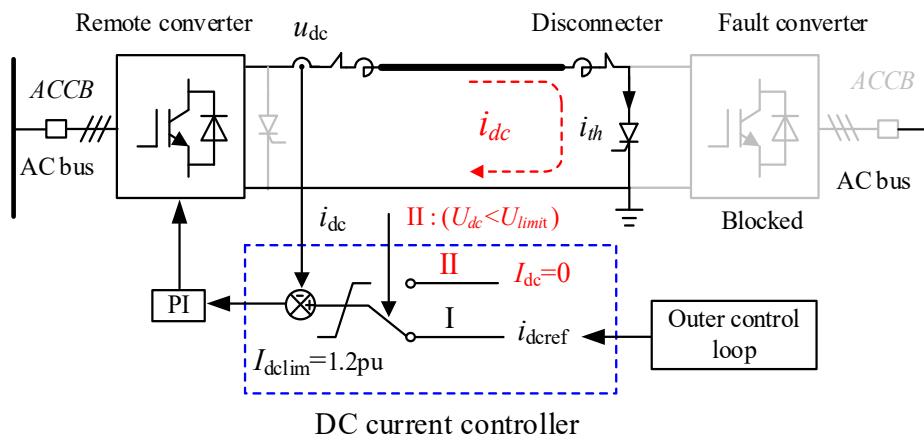 Remote converter
u_dc
Disconnecter
Fault converter
ACCB
ACCB
i_dc
i_th
AC bus
AC bus
i_dc
II : (U_dc<U_limit)
Blocked
II
I_dc=0
PI
-
+
I
i_dcref
Outer control
loop
I_dclim=1.2pu
DC current controller